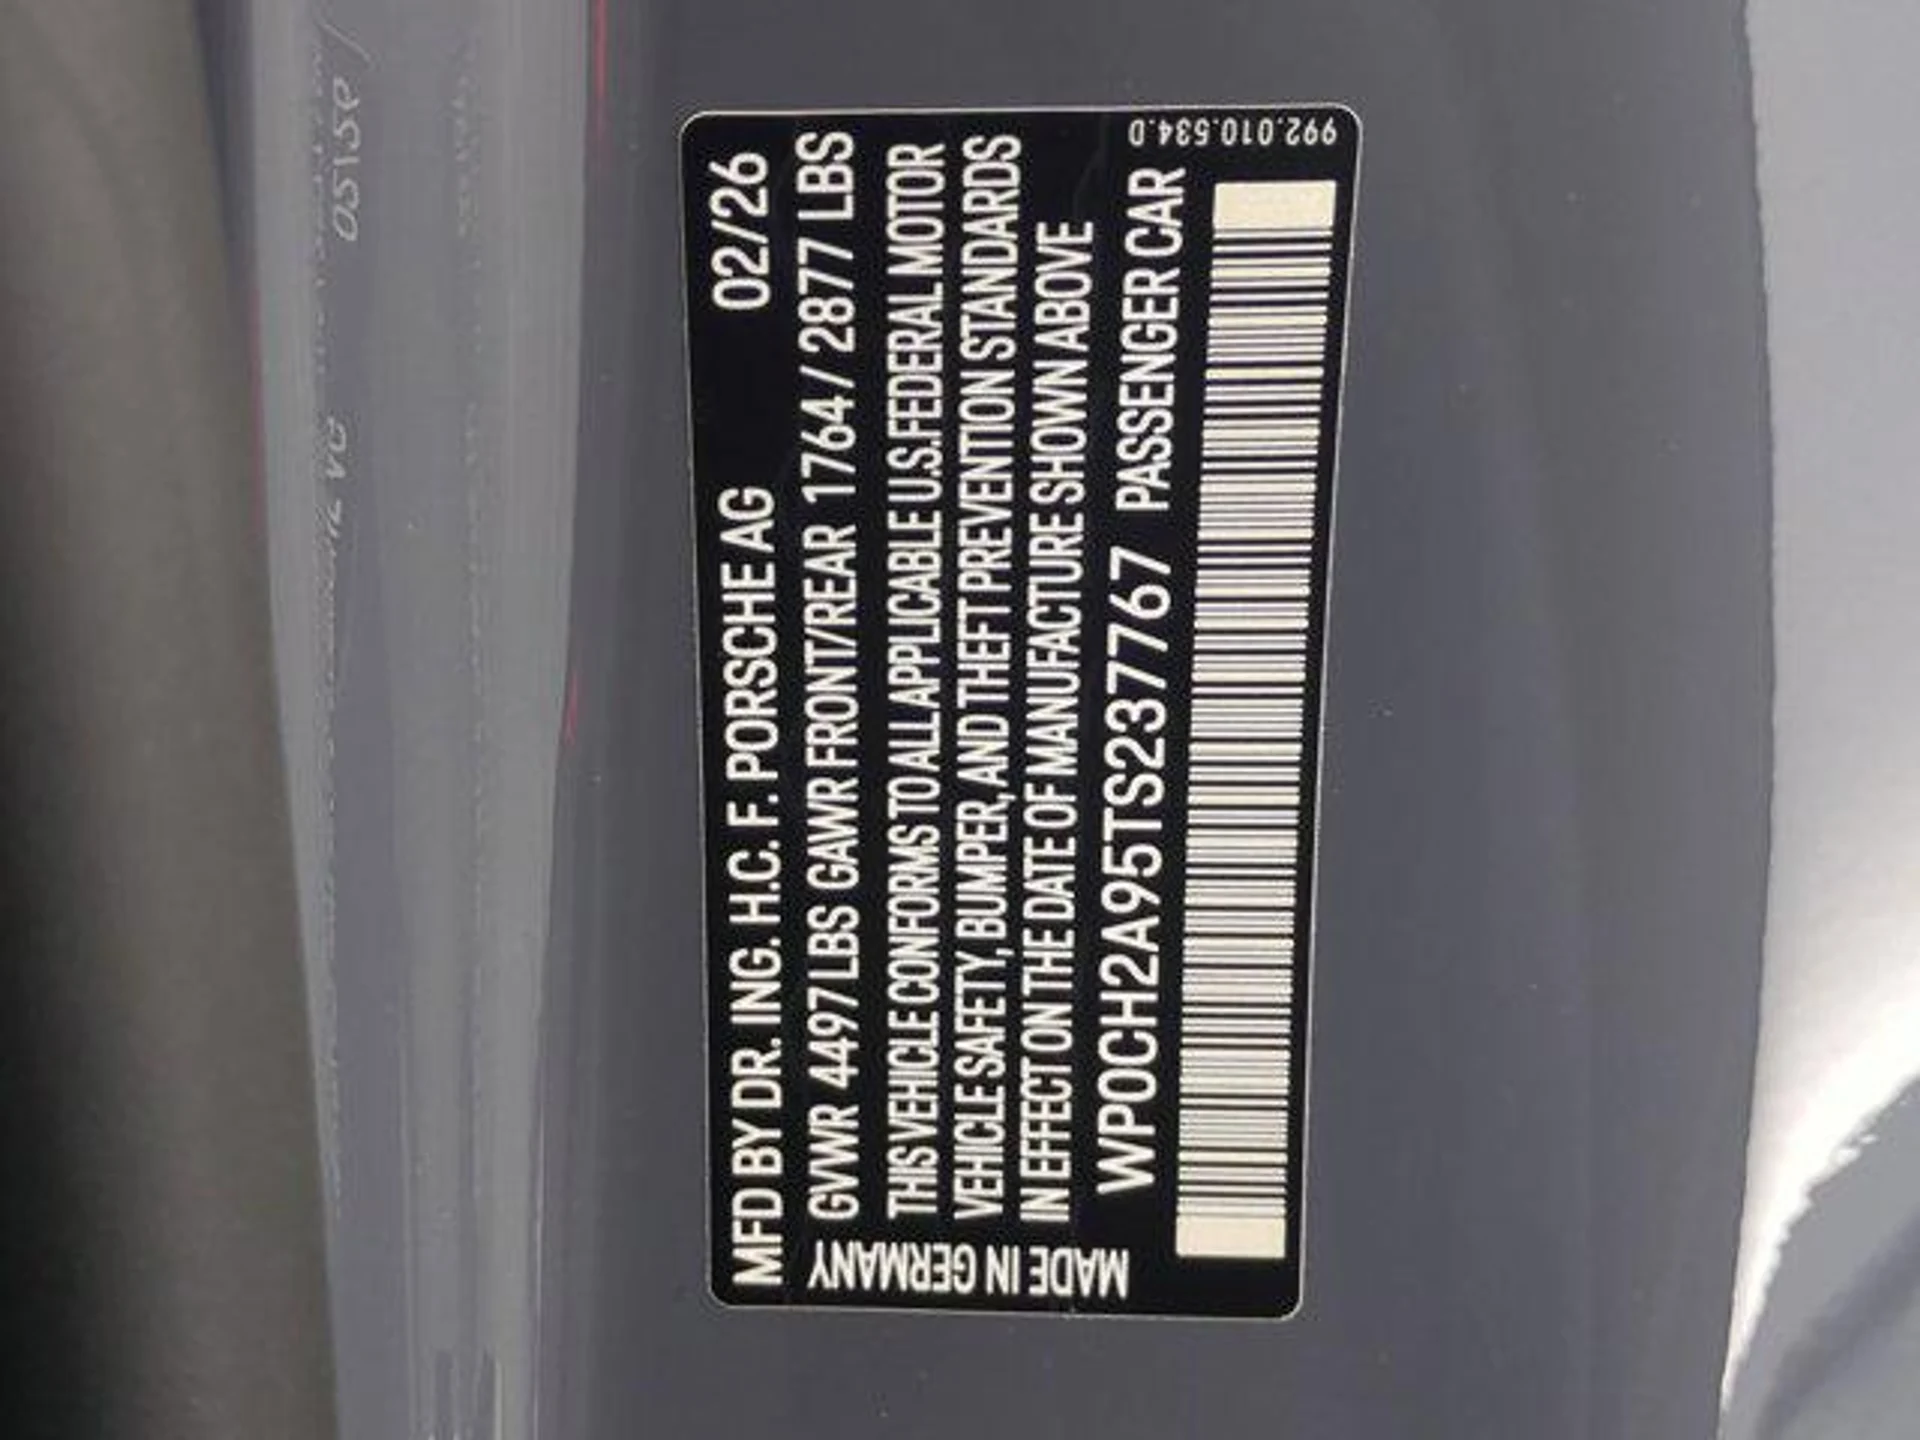 MFD BY DR. ING. H.C. F. PORSCHE AG 02/26
GVWR 4497 LBS GAWR FRONT/REAR 1764 / 2877 LBS
THIS VEHICLE CONFORMS TO ALL APPLICABLE U.S. FEDERAL MOTOR
VEHICLE SAFETY, BUMPER, AND THEFT PREVENTION STANDARDS
IN EFFECT ON THE DATE OF MANUFACTURE SHOWN ABOVE
WP0CH2A95TS237767 PASSENGER CAR
MADE IN GERMANY
992.010.534.D